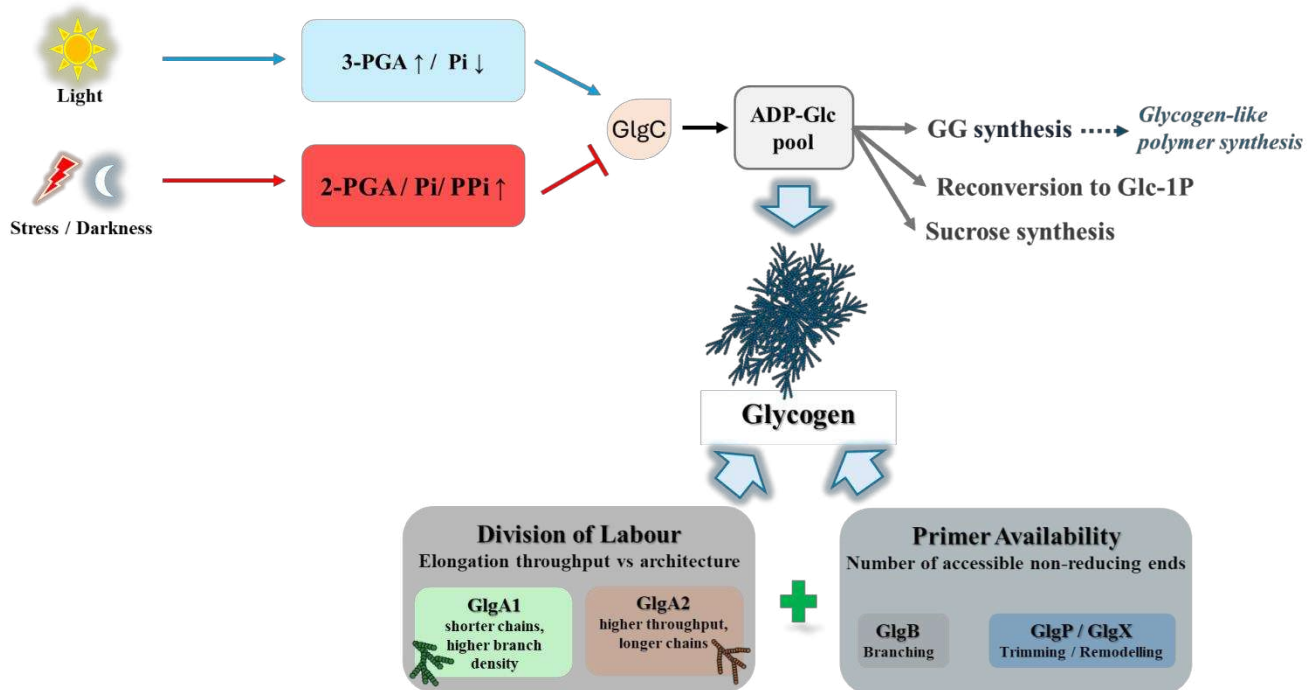 Light
3-PGA ↑ / Pi ↓
Stress / Darkness
2-PGA / Pi/ PPi ↑
GlgC
ADP-Glc
pool
GG synthesis
Glycogen-like
polymer synthesis
Reconversion to Glc-1P
Sucrose synthesis
Glycogen
Division of Labour
Elongation throughput vs architecture
GlgA1
shorter chains,
higher branch
density
GlgA2
higher throughput,
longer chains
Primer Availability
Number of accessible non-reducing ends
GlgB
Branching
GlgP / GlgX
Trimming / Remodelling